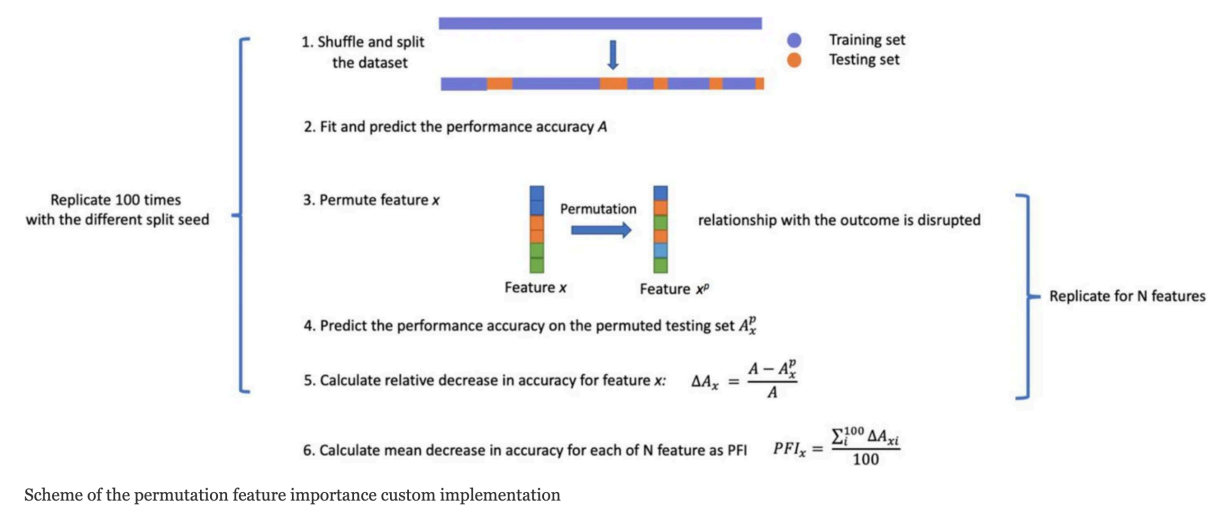 1. Shuffle and split
the dataset
Training set
Testing set
2. Fit and predict the performance accuracy A
Replicate 100 times
with the different split seed
3. Permute feature x
Permutation
relationship with the outcome is disrupted
Feature x
Feature xᵖ
Replicate for N features
4. Predict the performance accuracy on the permuted testing set Aₓᵖ
5. Calculate relative decrease in accuracy for feature x: ΔAₓ = (A − Aₓᵖ) / A
6. Calculate mean decrease in accuracy for each of N feature as PFI PFIₓ = Σᵢ¹⁰⁰ ΔAₓᵢ / 100
Scheme of the permutation feature importance custom implementation